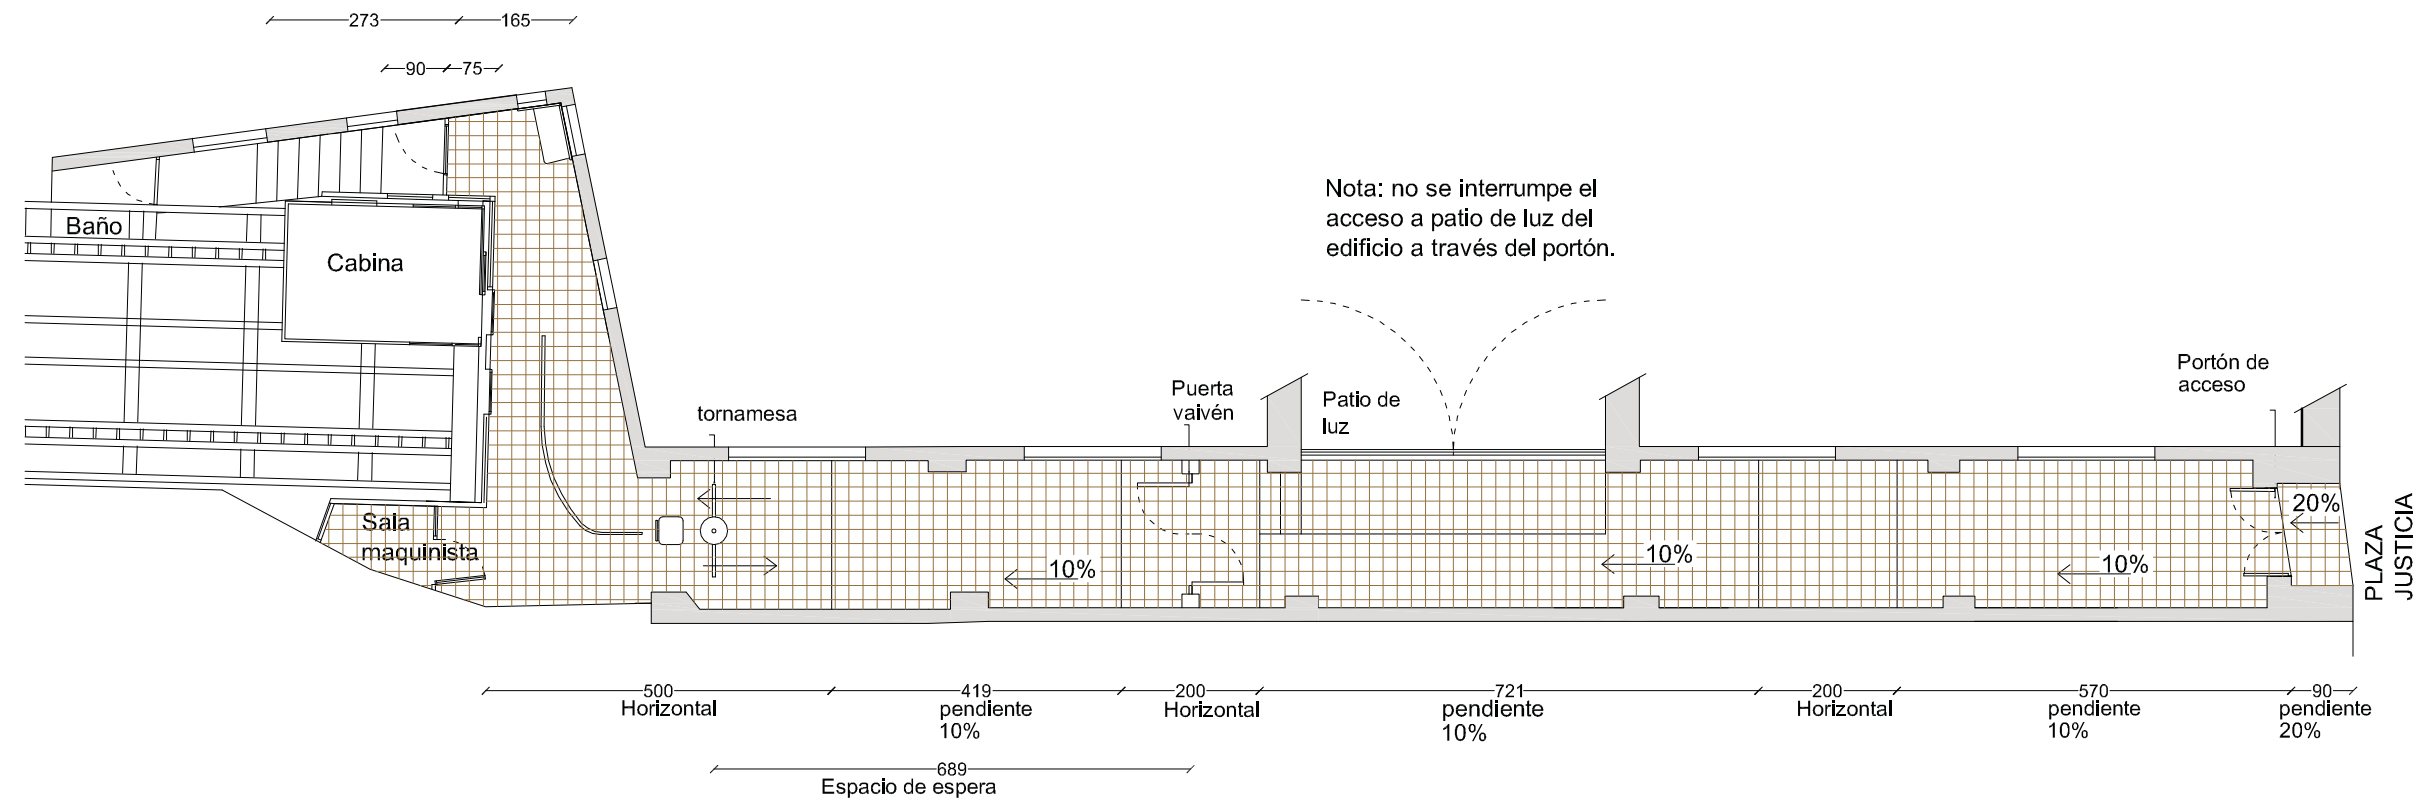 273
165
90
75
Nota: no se interrumpe el
acceso a patio de luz del
edificio a través del portón.
Baño
Cabina
tornamesa
Puerta
vaivén
Patio de
luz
Portón de
acceso
Sala
maquinista
10%
10%
10%
20%
PLAZA
JUSTICIA
500
Horizontal
419
pendiente
10%
200
Horizontal
721
pendiente
10%
200
Horizontal
570
pendiente
10%
90
pendiente
20%
689
Espacio de espera